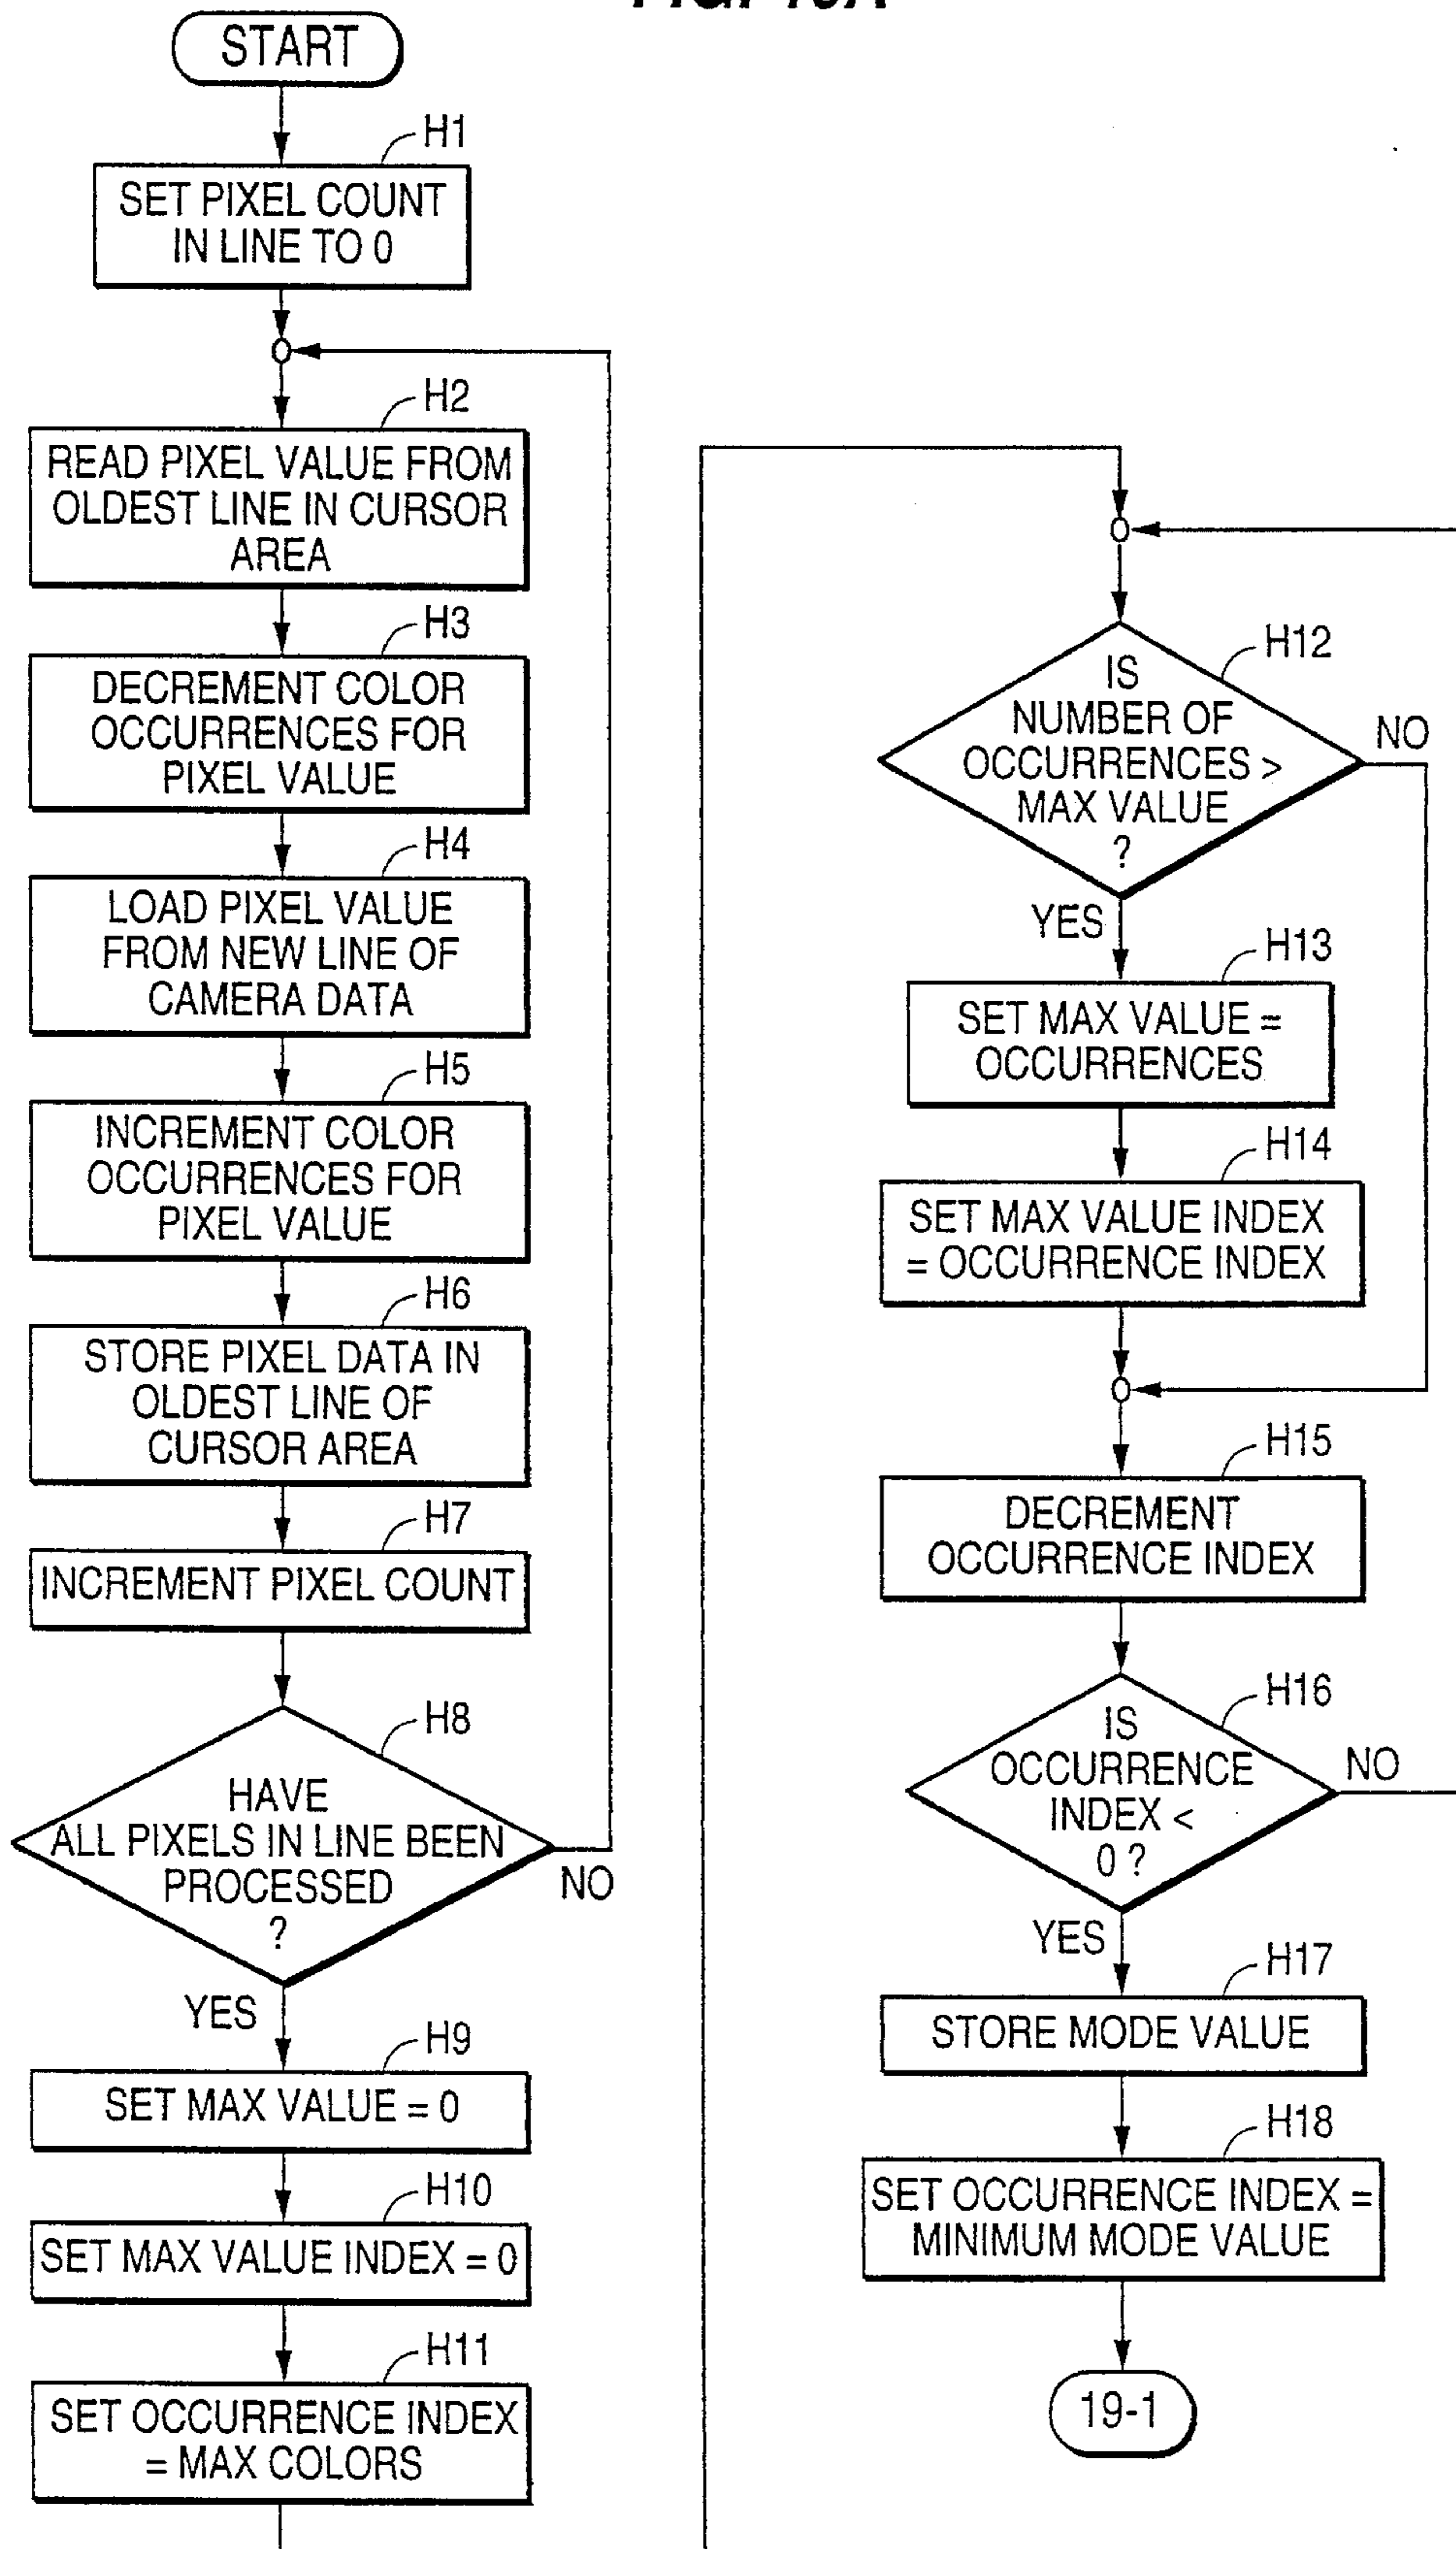 START
H1
SET PIXEL COUNT
IN LINE TO 0
H2
READ PIXEL VALUE FROM
OLDEST LINE IN CURSOR
AREA
H3
DECREMENT COLOR
OCCURRENCES FOR
PIXEL VALUE
H4
LOAD PIXEL VALUE
FROM NEW LINE OF
CAMERA DATA
H5
INCREMENT COLOR
OCCURRENCES FOR
PIXEL VALUE
H6
STORE PIXEL DATA IN
OLDEST LINE OF
CURSOR AREA
H7
INCREMENT PIXEL COUNT
H8
HAVE
ALL PIXELS IN LINE BEEN
PROCESSED
?
NO
YES
H9
SET MAX VALUE = 0
H10
SET MAX VALUE INDEX = 0
H11
SET OCCURRENCE INDEX
= MAX COLORS
H12
IS
NUMBER OF
OCCURRENCES >
MAX VALUE
?
NO
YES
H13
SET MAX VALUE =
OCCURRENCES
H14
SET MAX VALUE INDEX
= OCCURRENCE INDEX
H15
DECREMENT
OCCURRENCE INDEX
H16
IS
OCCURRENCE
INDEX <
0 ?
NO
YES
H17
STORE MODE VALUE
H18
SET OCCURRENCE INDEX =
MINIMUM MODE VALUE
19-1